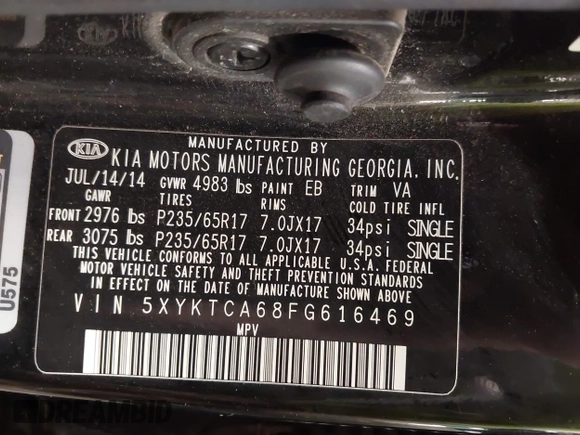 MANUFACTURED BY
KIA KIA MOTORS MANUFACTURING GEORGIA, INC.
JUL/14/14 GVWR 4983 lbs PAINT EB TRIM VA
GAWR TIRES RIMS COLD TIRE INFL
FRONT 2976 lbs P235/65R17 7.0JX17 34psi SINGLE
REAR 3075 lbs P235/65R17 7.0JX17 34psi SINGLE
THIS VEHICLE CONFORMS TO ALL APPLICABLE U.S.A. FEDERAL
MOTOR VEHICLE SAFETY AND THEFT PREVENTION STANDARDS
IN EFFECT ON THE DATE OF MANUFACTURE SHOWN ABOVE.
VIN 5XYKTCA68FG616469
MPV
U575
DREAMBID